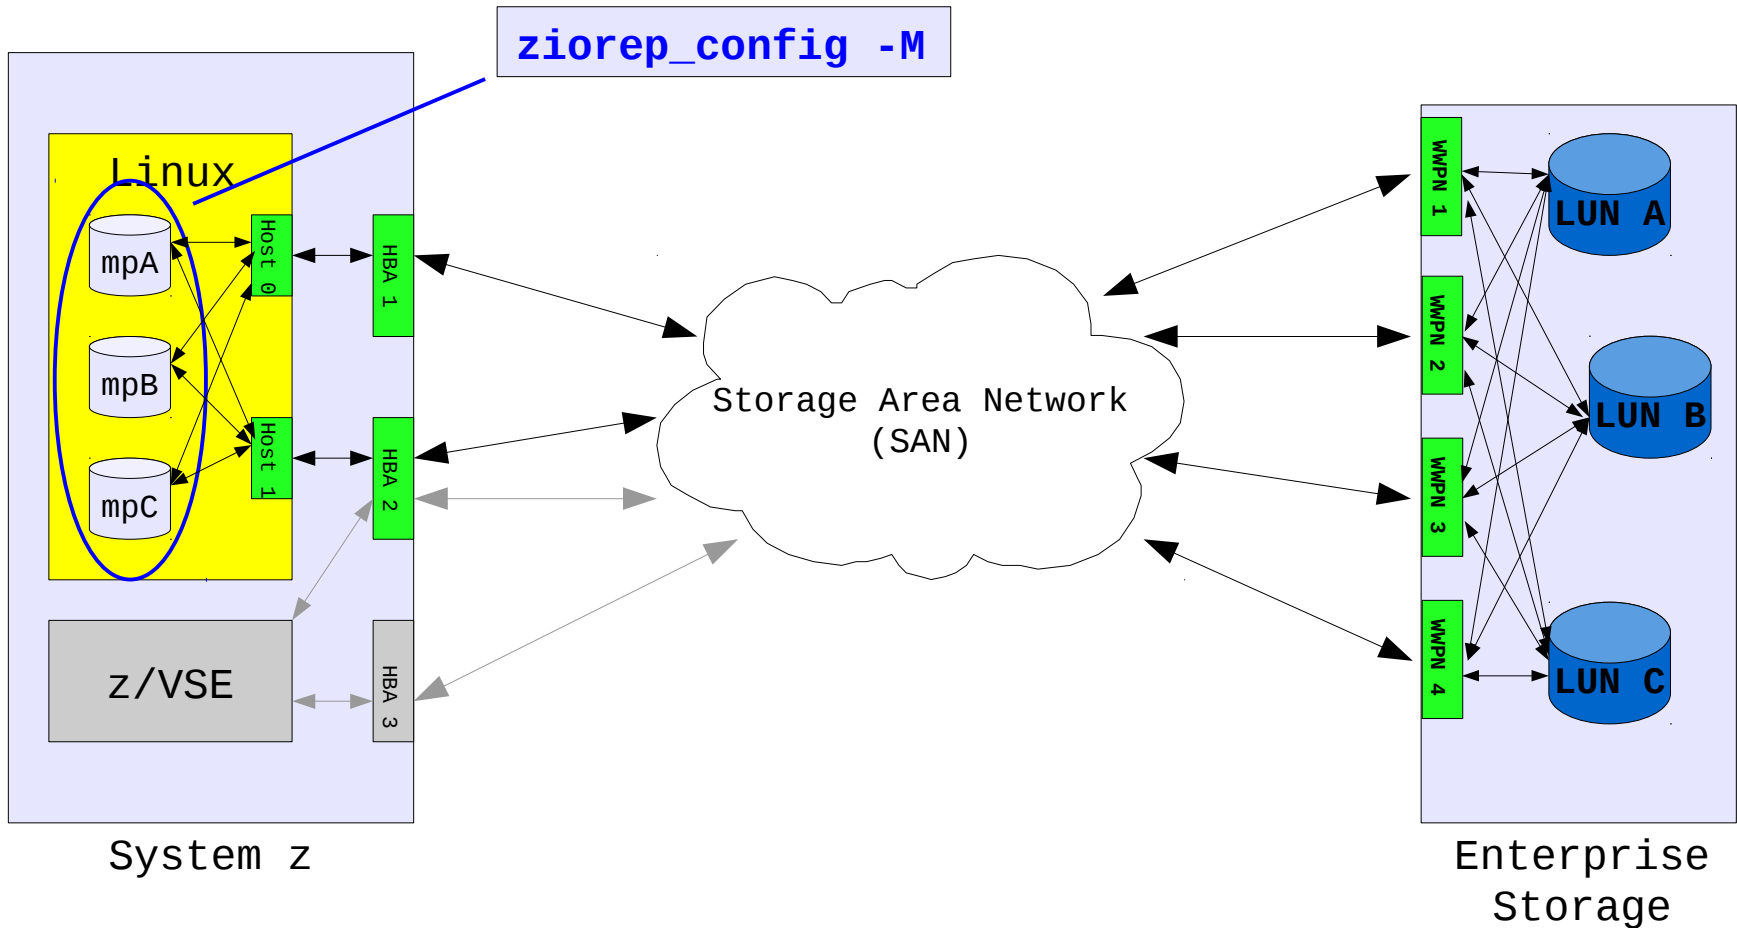 ziorep_config -M
Linux
mpA
mpB
mpC
Host 0
Host 1
HBA 1
HBA 2
HBA 3
z/VSE
System z
Storage Area Network
(SAN)
WWPN 1
WWPN 2
WWPN 3
WWPN 4
LUN A
LUN B
LUN C
Enterprise
Storage